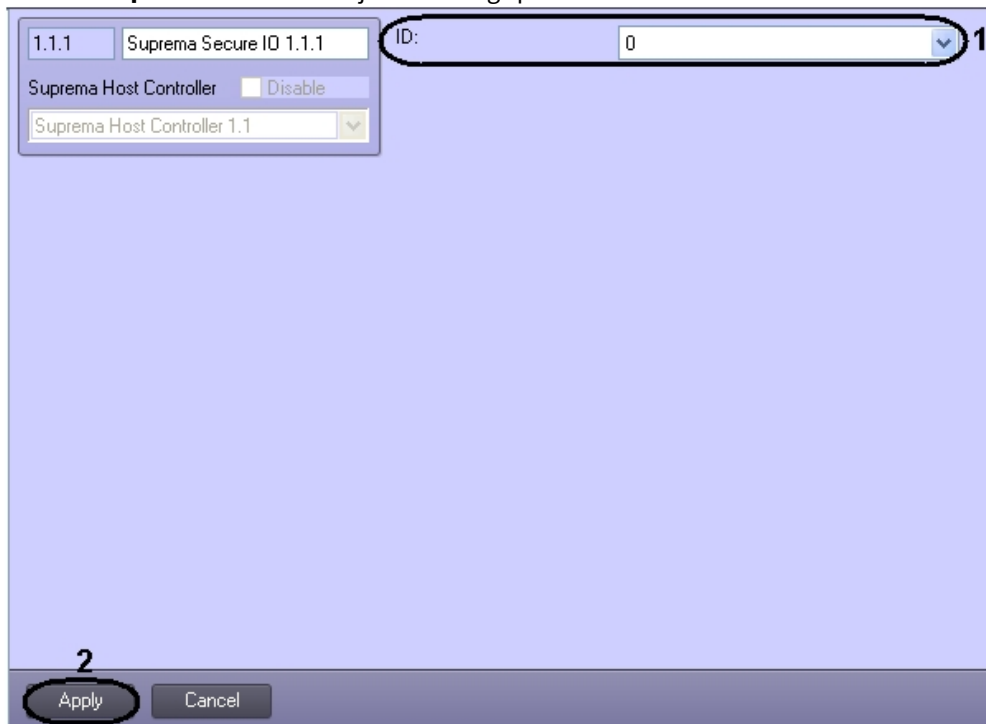 1.1.1 Suprema Secure IO 1.1.1 ID: 0 1
Suprema Host Controller Disable
Suprema Host Controller 1.1
2
Apply Cancel